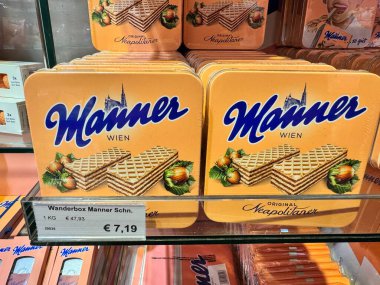 ORIGINAL
Neapolitaner
ORIGINAL
Neapolitaner
Manner
Manner
WIEN
Manner
WIEN
ORIGINAL
Neapolitaner
Wanderbox Manner Schn.
1 KG € 47,93
€ 7,19
Manner